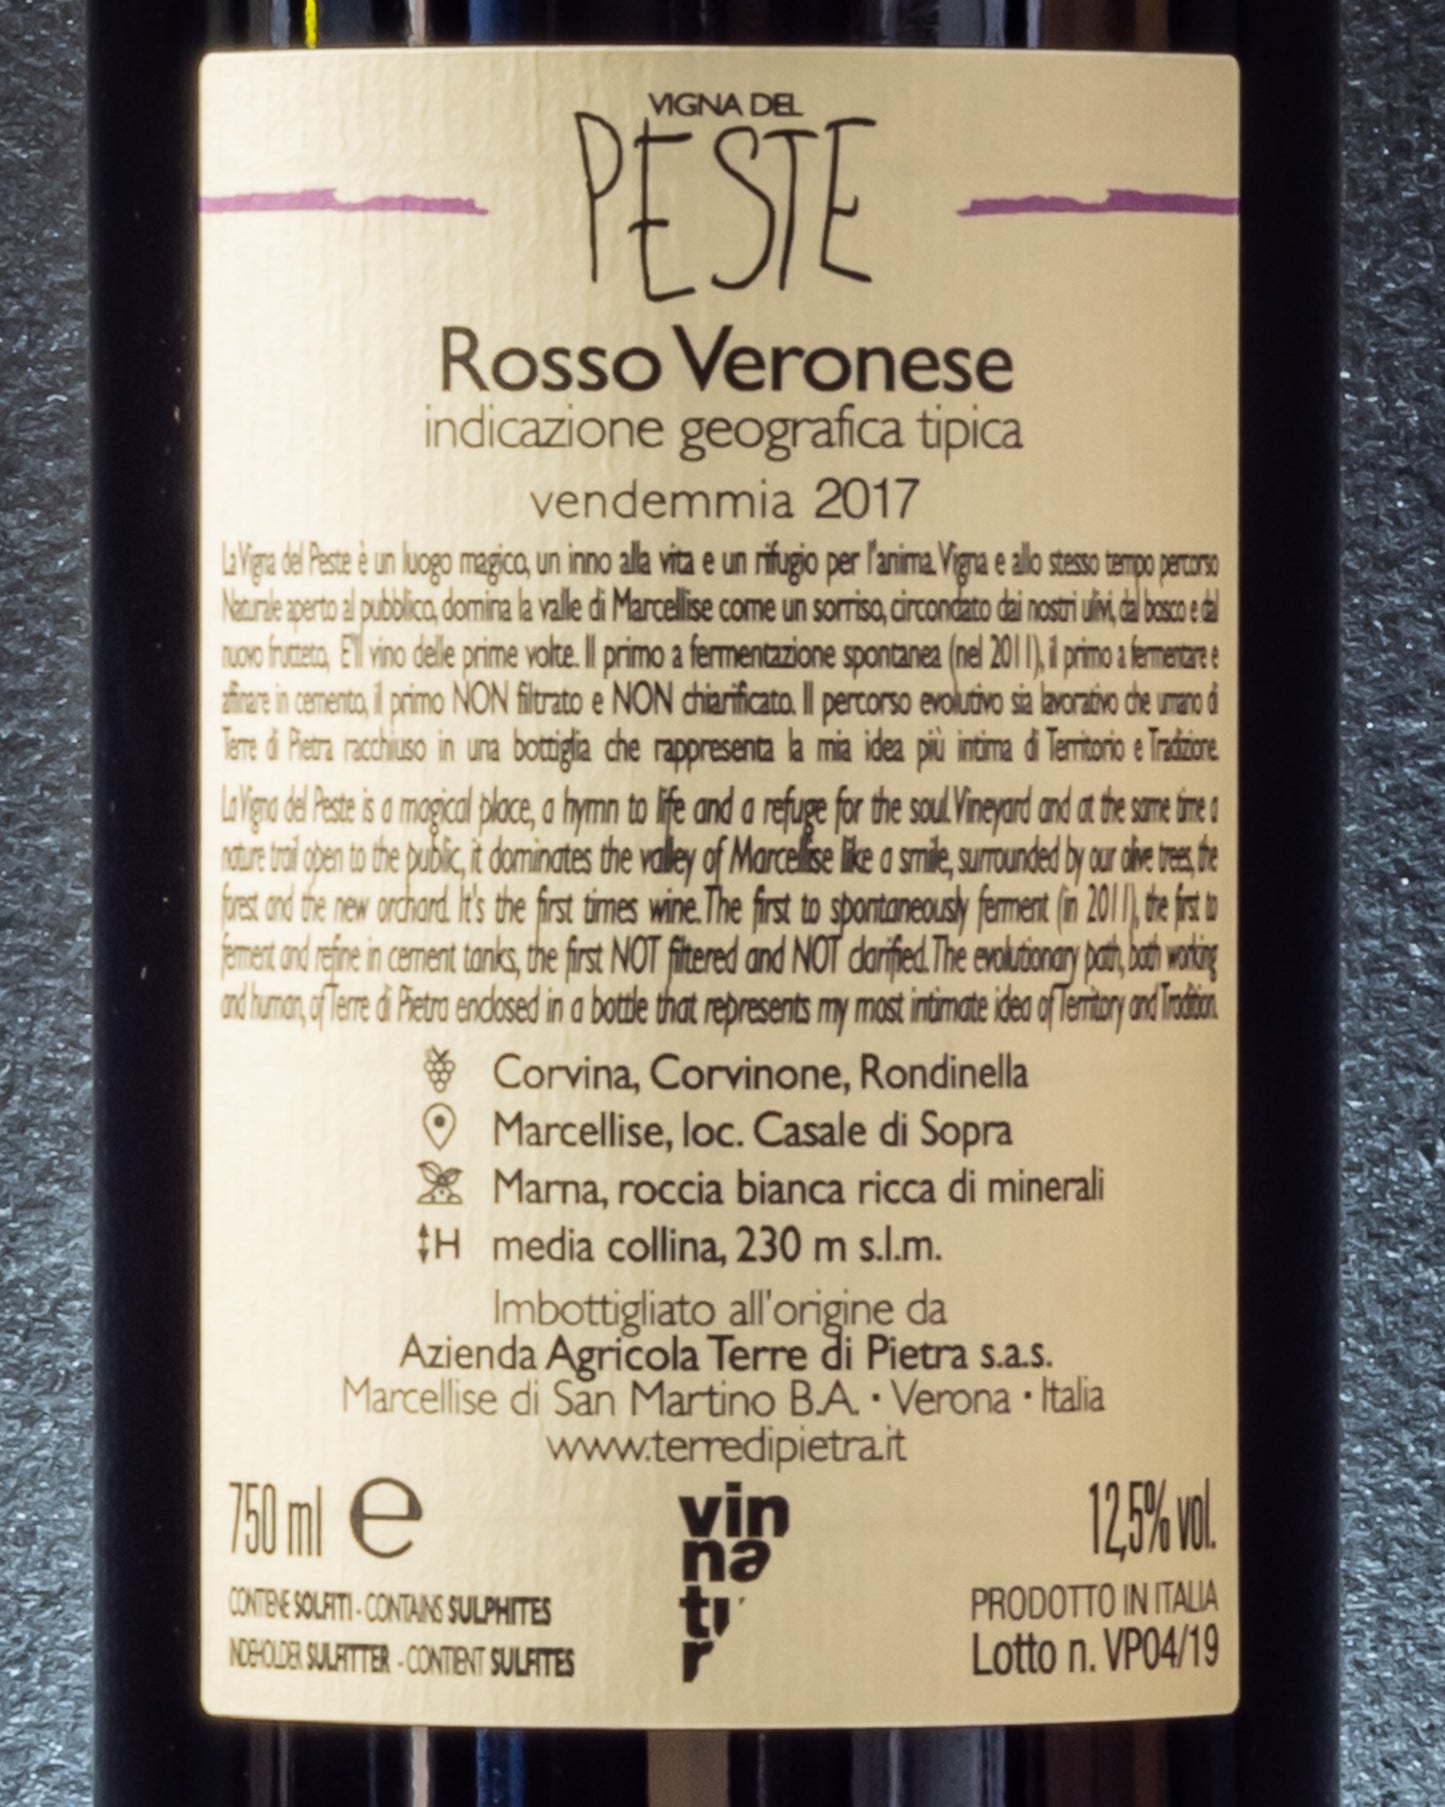 VIGNA DEL
PESTE
Rosso Veronese
indicazione geografica tipica
vendemmia 2017
La Vigna del Peste è un luogo magico, un inno alla vita e un rifugio per l'anima. Vigna e allo stesso tempo percorso
Naturale aperto al pubblico, domina la valle di Marcellise come un sorriso, circondato dai nostri ulivi, dal bosco e dal
nuovo frutteto, E'Il vino delle prime volte. Il primo a fermentazione spontanea (nel 2011), il primo a fermentare e
affinare in cemento, il primo NON filtrato e NON chiarificato. Il percorso evolutivo sia lavorativo che umano di
Terre di Pietra racchiuso in una bottiglia che rappresenta la mia idea più intima di Territorio e Tradizione.
La Vigna del Peste is a magical place, a hymn to life and a refuge for the soul. Vineyard and at the same time a
nature trail open to the public, it dominates the valley of Marcellise like a smile, surrounded by our olive trees, the
forest and the new orchard. It's the first times wine. The first to spontaneously ferment (in 2011), the first to
ferment and refine in cement tanks, the first NOT filtered and NOT clarified. The evolutionary path, both working
and human, of Terre di Pietra enclosed in a bottle that represents my most intimate idea of Territory and Tradition.
Corvina, Corvinone, Rondinella
Marcellise, loc. Casale di Sopra
Marna, roccia bianca ricca di minerali
H media collina, 230 m s.l.m.
Imbottigliato all'origine da
Azienda Agricola Terre di Pietra s.a.s.
Marcellise di San Martino B.A. • Verona • Italia
www.terredipietra.it
750 ml e
12,5% vol.
vin
na
tu
r
CONTIENE SOLFITI - CONTAINS SULPHITES
INDEHOLDER SULFITTER - CONTIENT SULFITES
PRODOTTO IN ITALIA
Lotto n. VP04/19